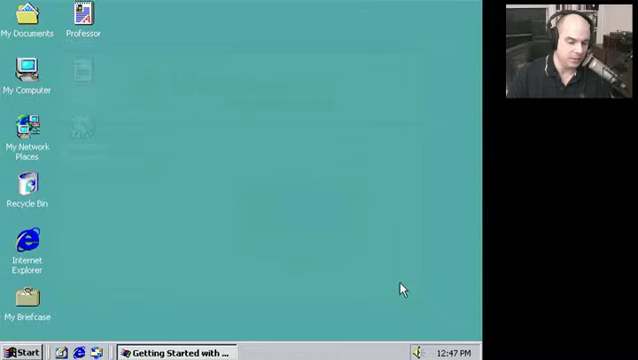 My Documents
Professor
My Computer
My Network
Places
Recycle Bin
Internet
Explorer
My Briefcase
Start
Getting Started with ...
12:47 PM